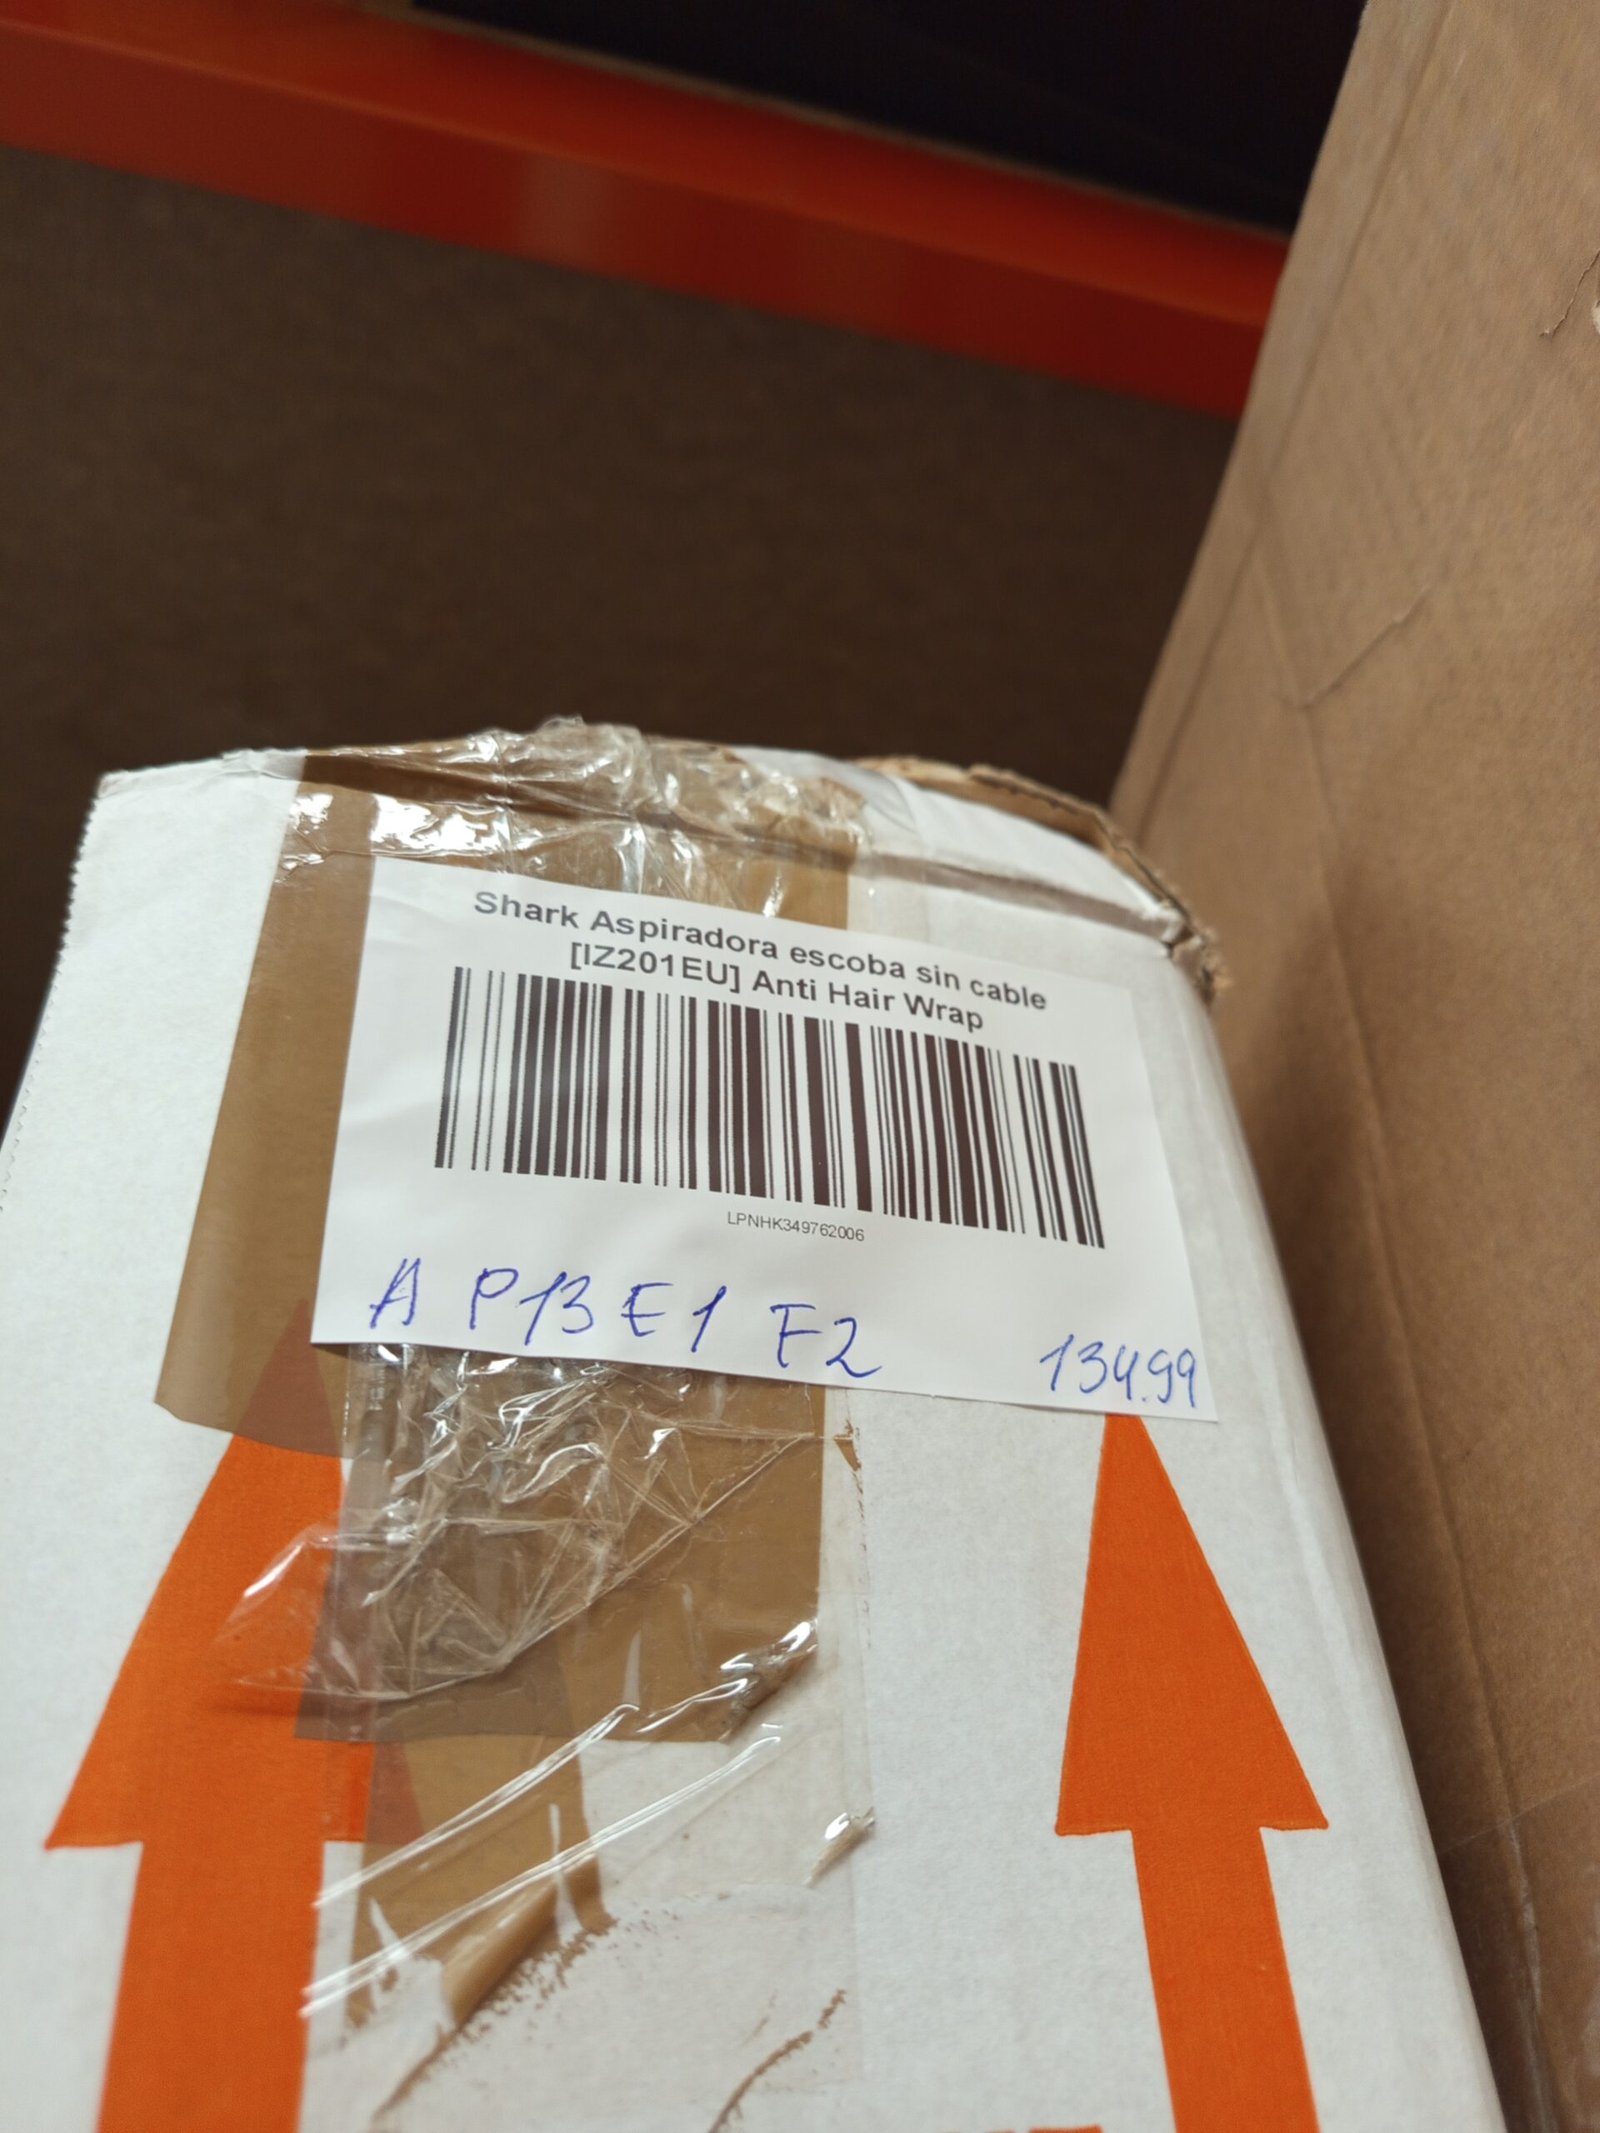 Shark Aspiradora escoba sin cable
[IZ201EU] Anti Hair Wrap
LPNHK349762006
A P13 E1 F2 134.99